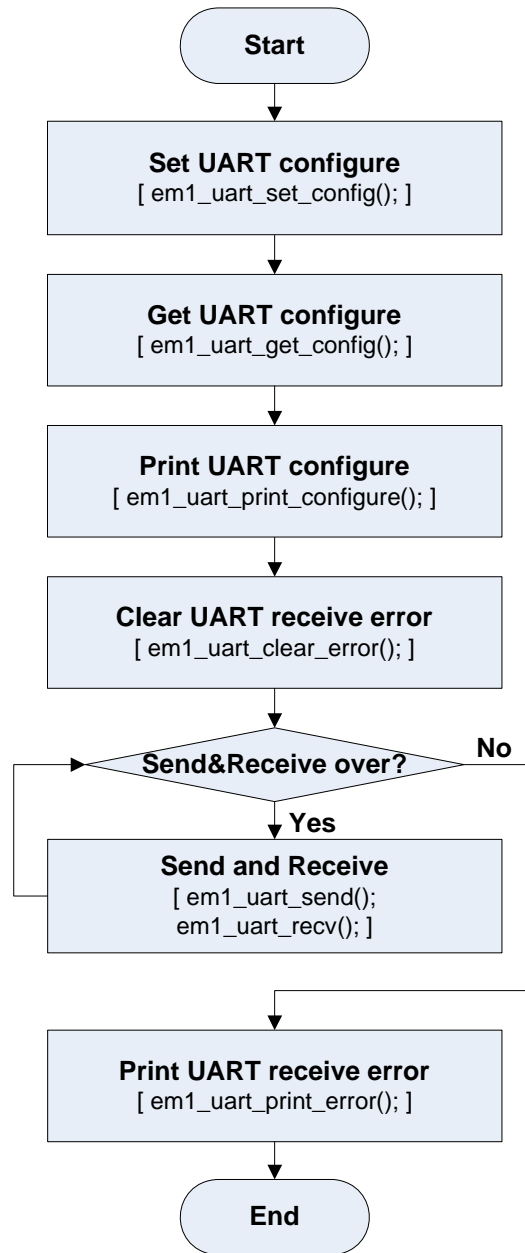 Start
Set UART configure
[ em1_uart_set_config(); ]
Get UART configure
[ em1_uart_get_config(); ]
Print UART configure
[ em1_uart_print_configure(); ]
Clear UART receive error
[ em1_uart_clear_error(); ]
Send&Receive over?
No
Yes
Send and Receive
[ em1_uart_send();
em1_uart_recv(); ]
Print UART receive error
[ em1_uart_print_error(); ]
End